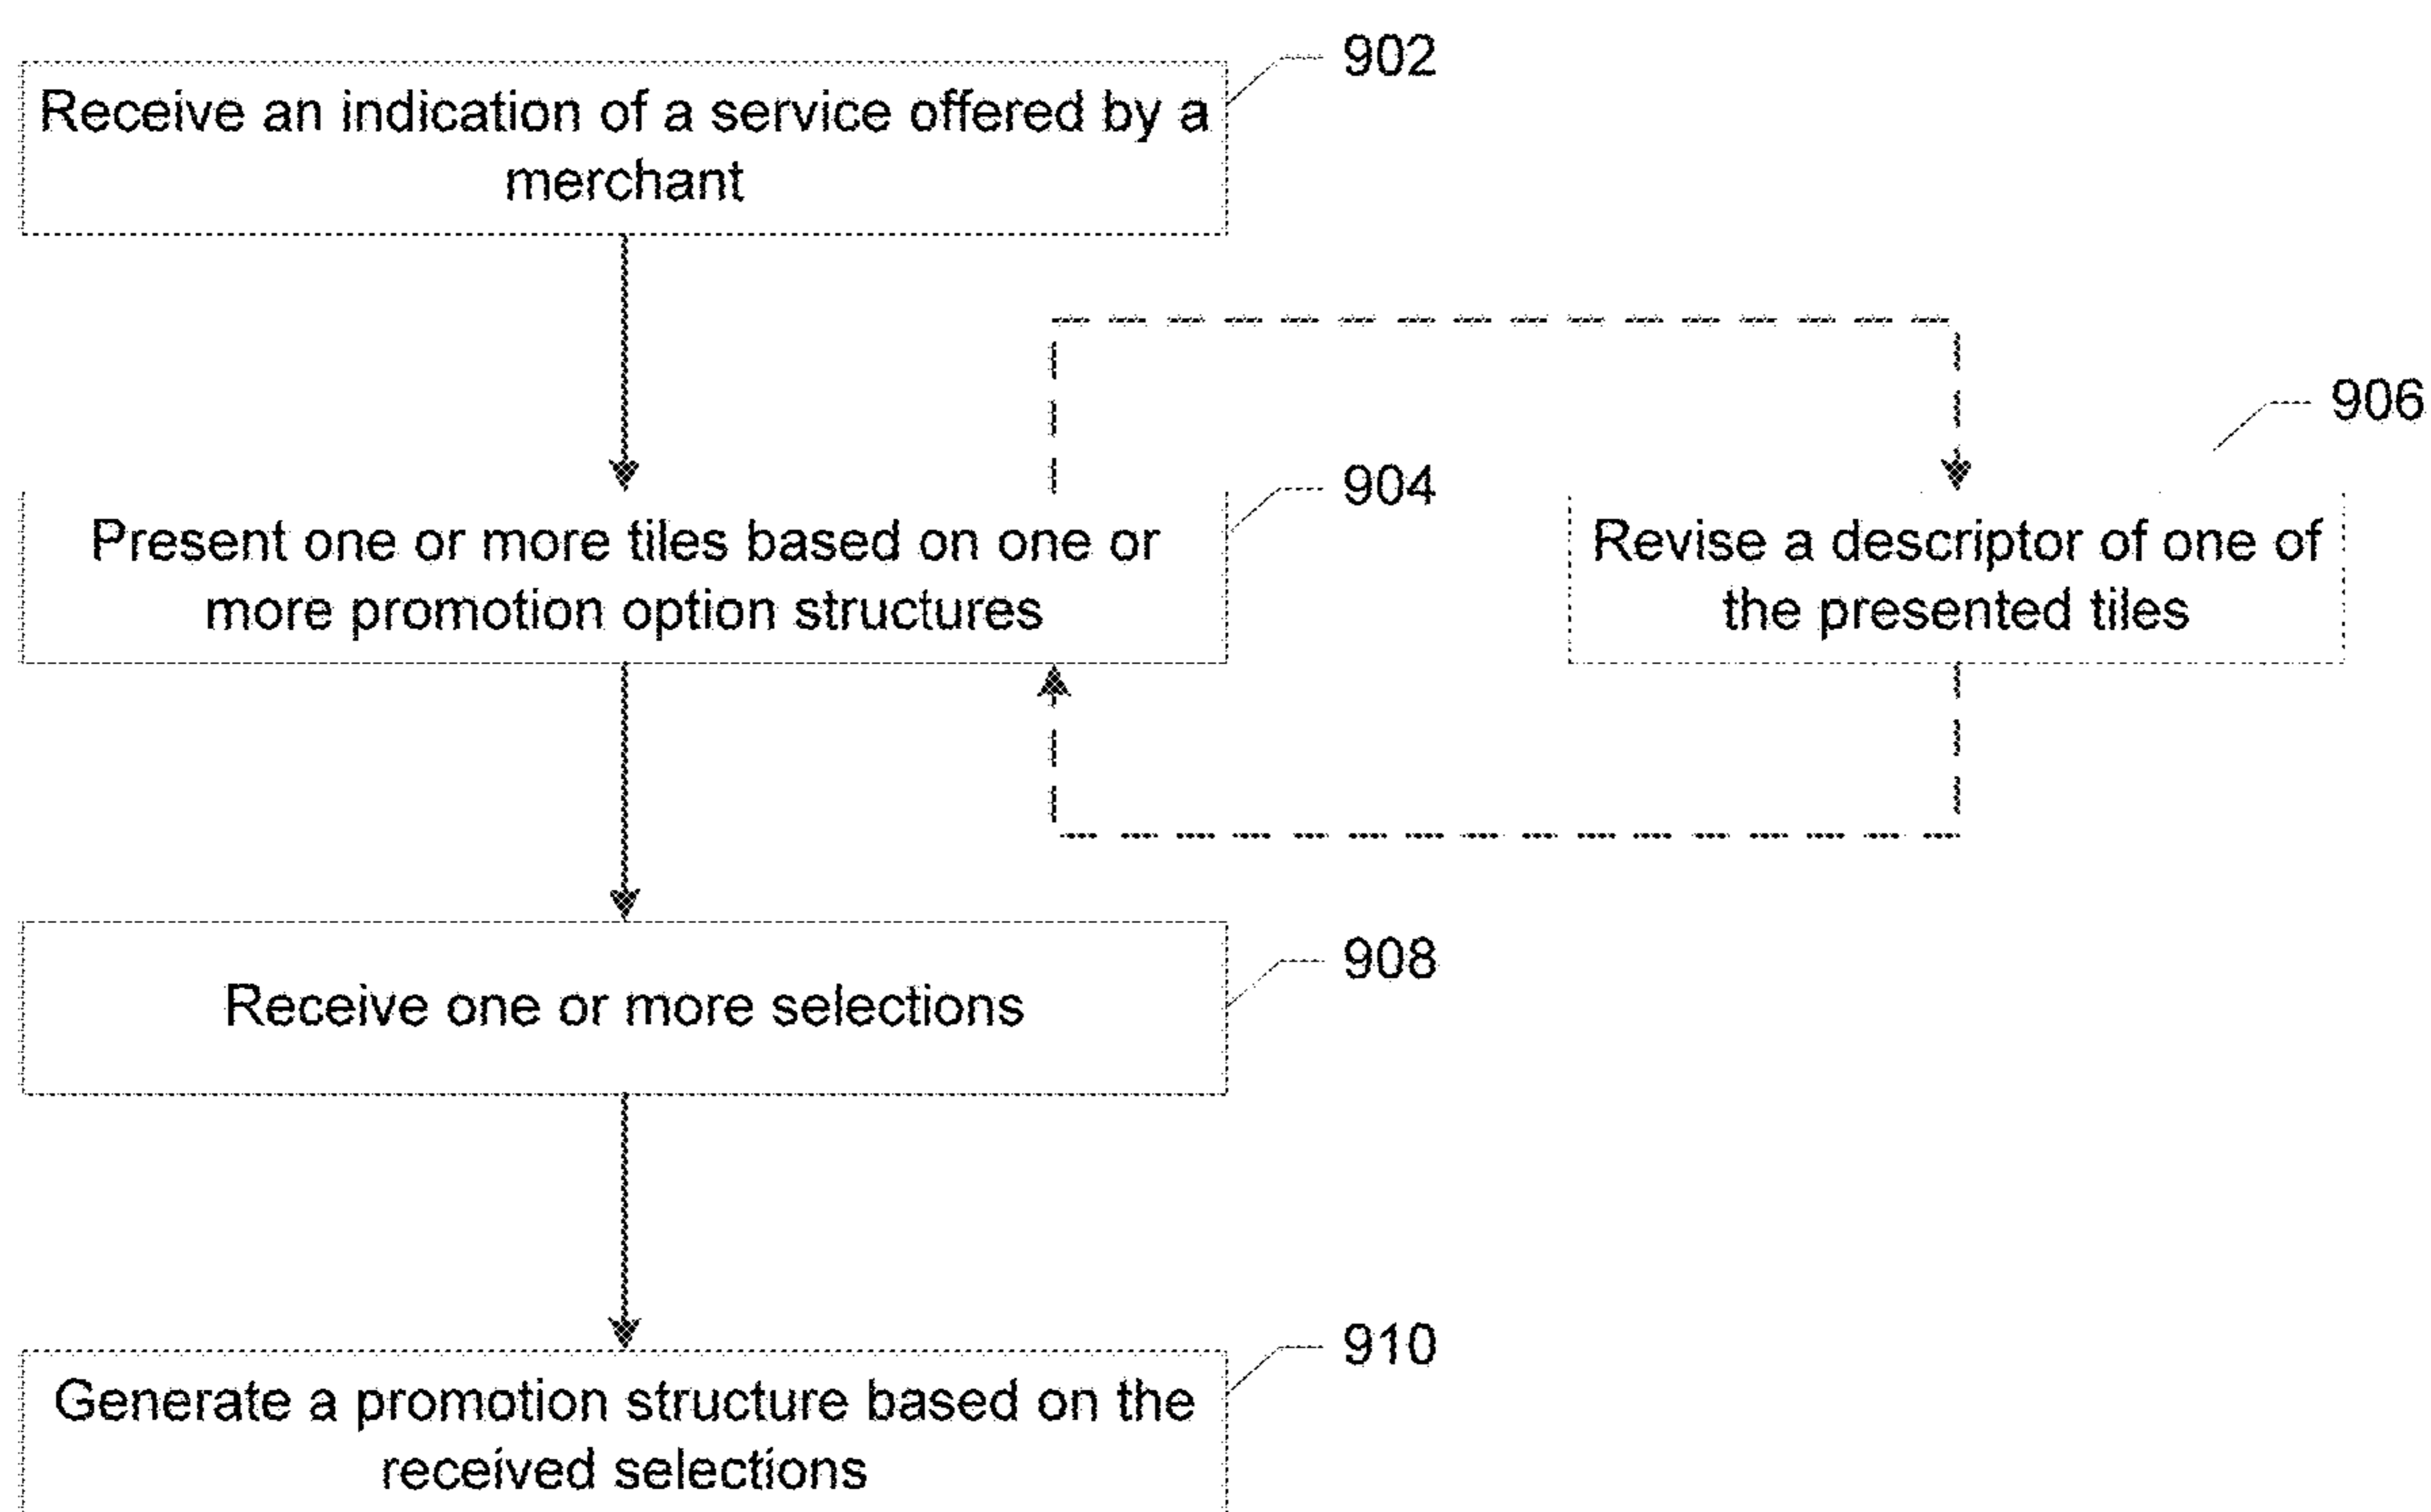 902
Receive an indication of a service offered by a
merchant
904
Present one or more tiles based on one or
more promotion option structures
906
Revise a descriptor of one of
the presented tiles
908
Receive one or more selections
910
Generate a promotion structure based on the
received selections